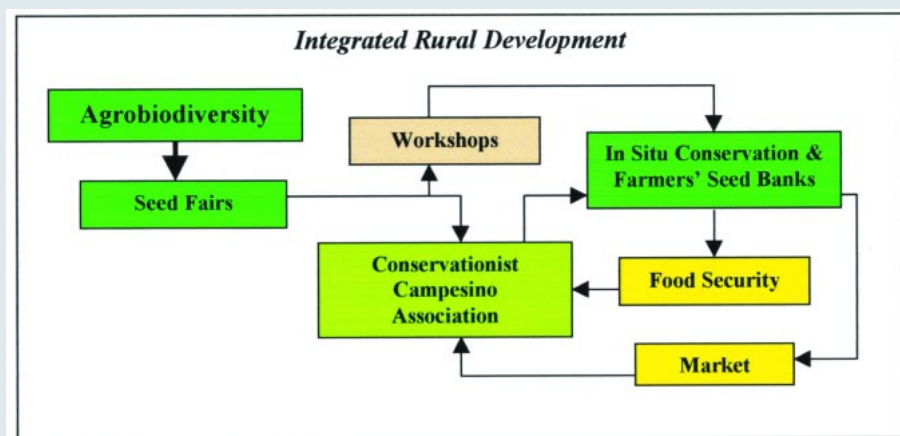 Integrated Rural Development
Agrobiodiversity
Workshops
In Situ Conservation &
Farmers' Seed Banks
Seed Fairs
Conservationist
Campesino
Association
Food Security
Market